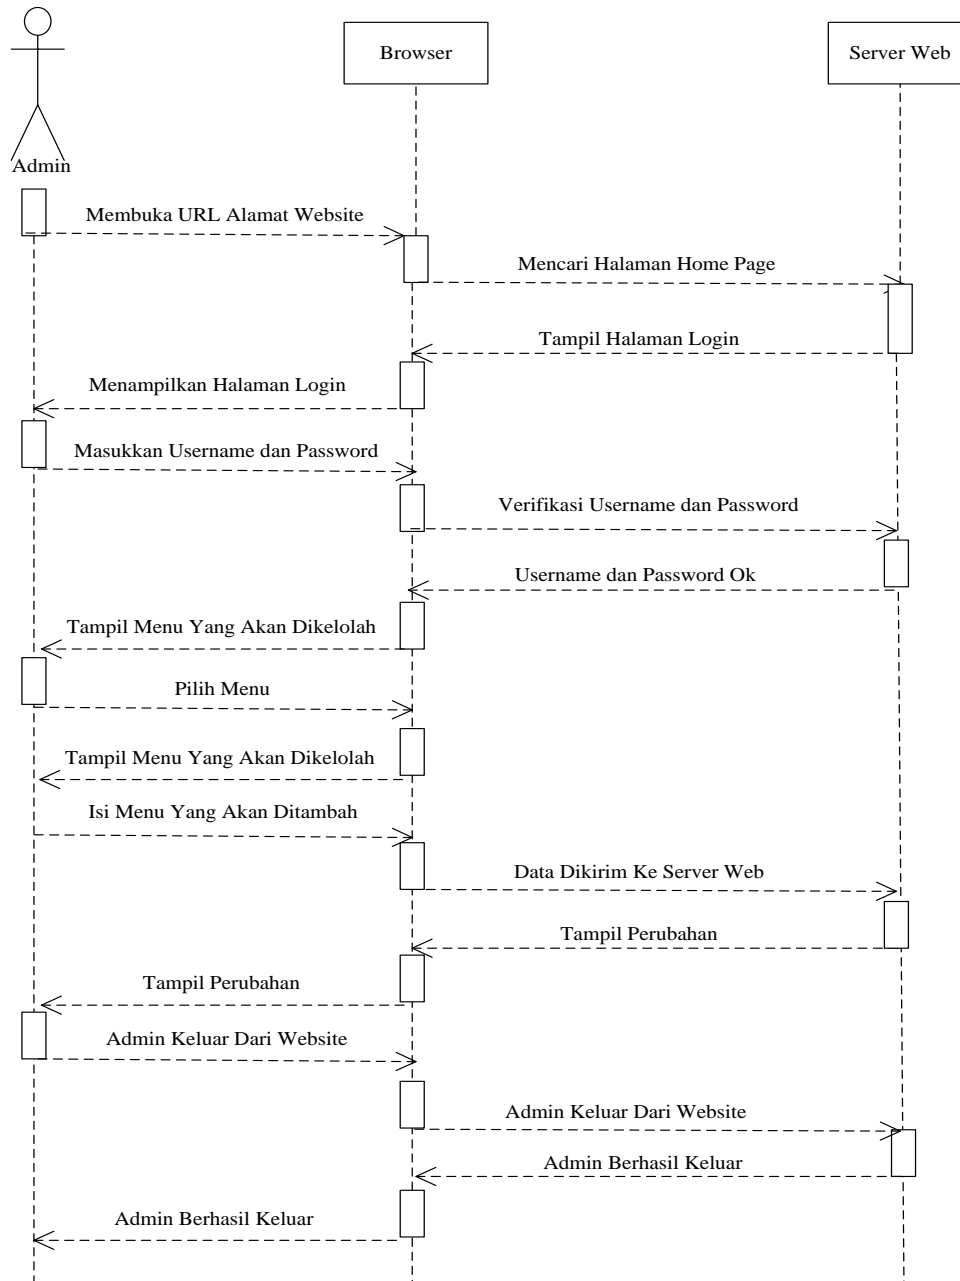 Browser
Server Web
Admin
Membuka URL Alamat Website
Mencari Halaman Home Page
Tampil Halaman Login
Menampilkan Halaman Login
Masukkan Username dan Password
Verifikasi Username dan Password
Username dan Password Ok
Tampil Menu Yang Akan Dikelolah
Pilih Menu
Tampil Menu Yang Akan Dikelolah
Isi Menu Yang Akan Ditambah
Data Dikirim Ke Server Web
Tampil Perubahan
Tampil Perubahan
Admin Keluar Dari Website
Admin Keluar Dari Website
Admin Berhasil Keluar
Admin Berhasil Keluar